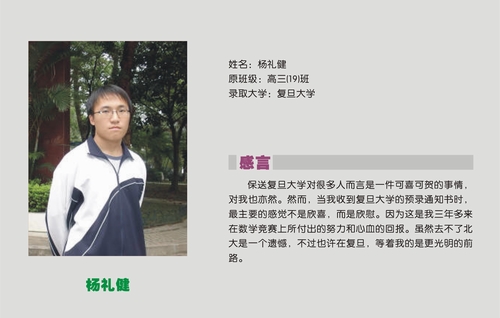 姓名：杨礼健
原班级：高三(19)班
录取大学：复旦大学
感言
保送复旦大学对很多人而言是一件可喜可贺的事情，
对我也亦然。然而，当我收到复旦大学的预录通知书时，
最主要的感觉不是欣喜，而是欣慰。因为这是我三年多来
在数学竞赛上所付出的努力和心血的回报。虽然去不了北
大是一个遗憾，不过也许在复旦，等着我的是更光明的前
路。
杨礼健